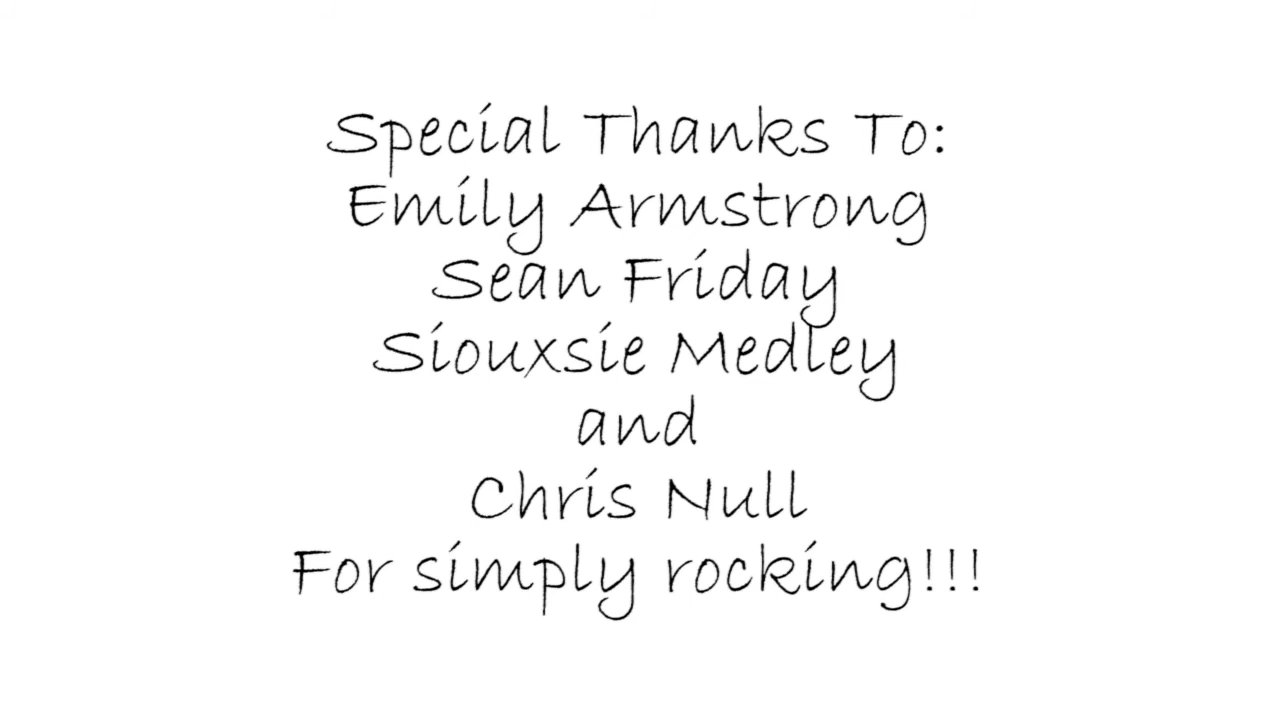 Special Thanks To:
Emily Armstrong
Sean Friday
Siouxsie Medley
and
Chris Null
For simply rocking!!!